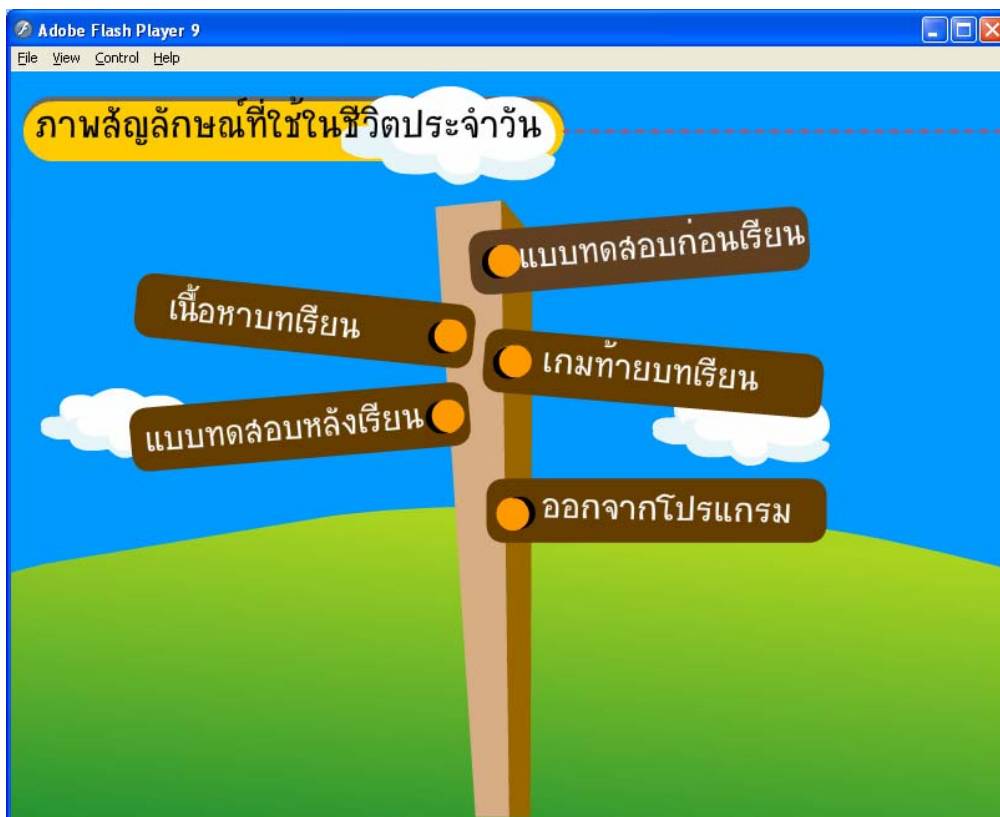 Adobe Flash Player 9
File View Control Help
ภาพสัญลักษณ์ที่ใช้ในชีวิตประจำวัน
แบบทดสอบก่อนเรียน
เนื้อหาบทเรียน
เกมท้ายบทเรียน
แบบทดสอบหลังเรียน
ออกจากโปรแกรม